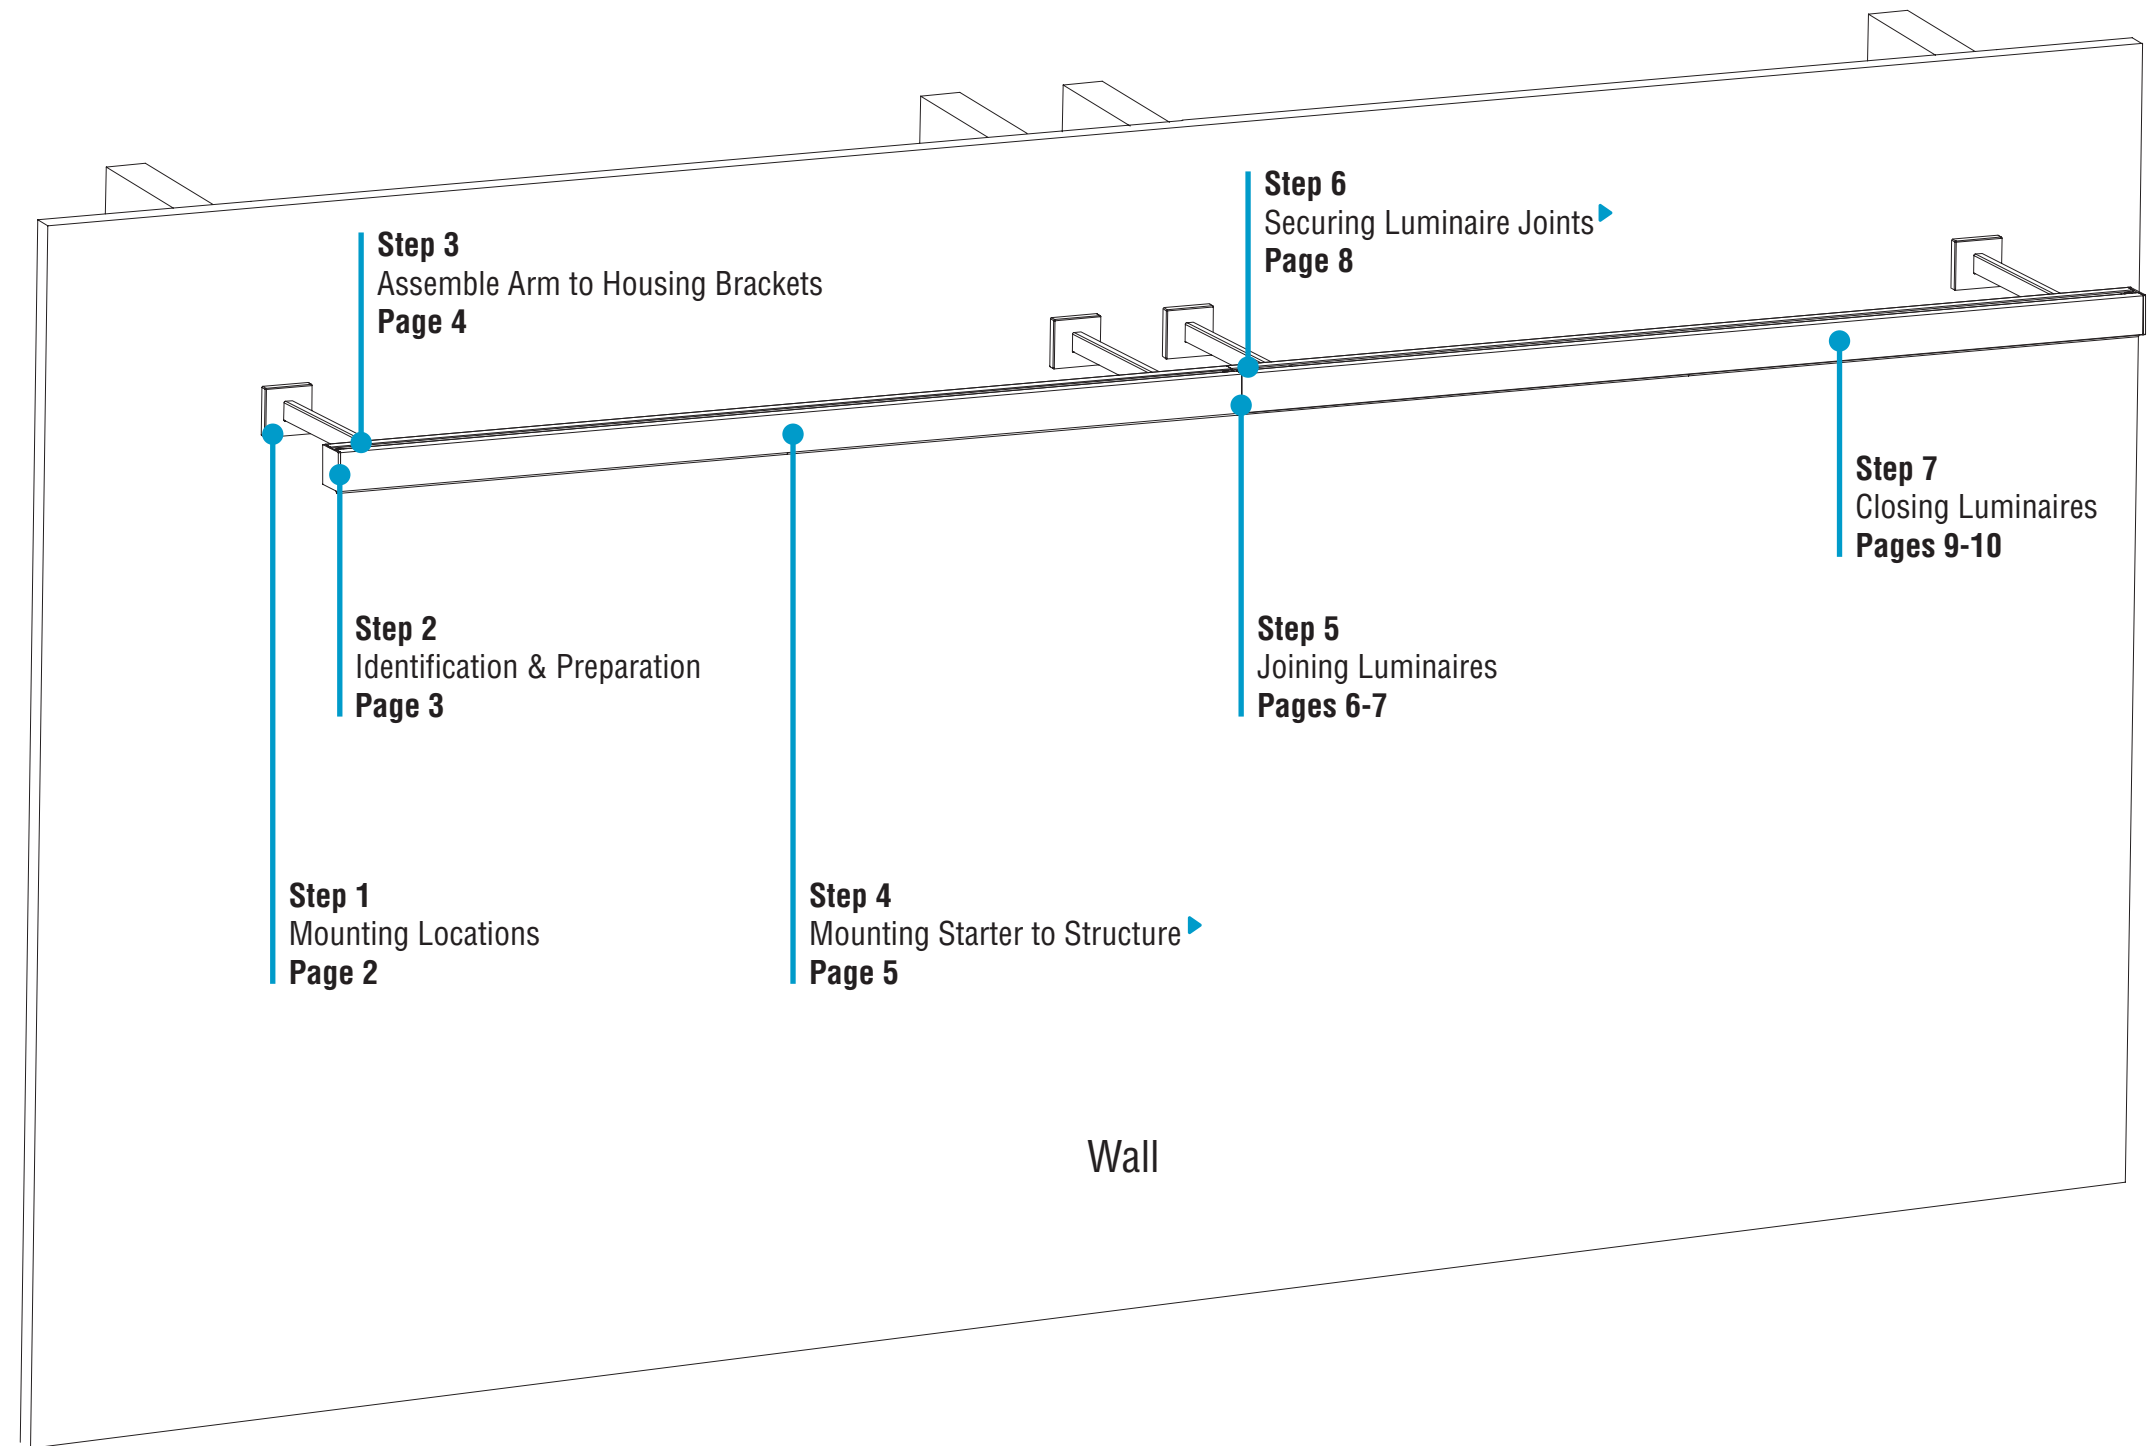 Step 1
Mounting Locations
Page 2
Step 2
Identification & Preparation
Page 3
Step 3
Assemble Arm to Housing Brackets
Page 4
Step 4
Mounting Starter to Structure
Page 5
Step 5
Joining Luminaires
Pages 6-7
Step 6
Securing Luminaire Joints
Page 8
Step 7
Closing Luminaires
Pages 9-10
Wall